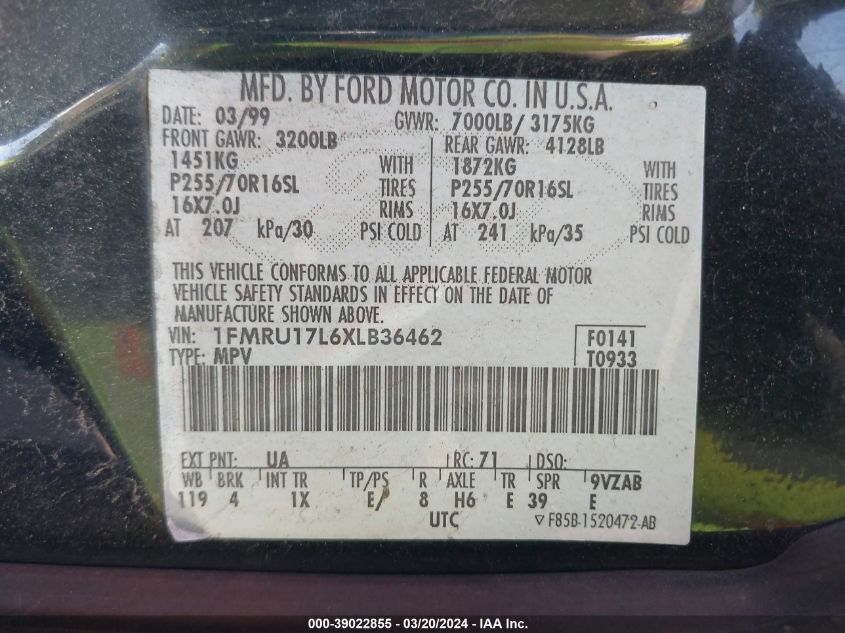 MFD. BY FORD MOTOR CO. IN U.S.A.
DATE: 03/99 GVWR: 7000LB/ 3175KG
FRONT GAWR: 3200LB REAR GAWR: 4128LB
1451KG WITH 1872KG WITH
P255/70R16SL TIRES P255/70R16SL TIRES
16X7.0J RIMS 16X7.0J RIMS
AT 207 kPa/30 PSI COLD AT 241 kPa/35 PSI COLD
THIS VEHICLE CONFORMS TO ALL APPLICABLE FEDERAL MOTOR
VEHICLE SAFETY STANDARDS IN EFFECT ON THE DATE OF
MANUFACTURE SHOWN ABOVE.
VIN: 1FMRU17L6XLB36462 F0141
TYPE: MPV T0933
EXT PNT: UA RC: 71 DSO:
WB BRK INT TR TP/PS R AXLE TR SPR 9VZAB
119 4 1X E/ 8 H6 E 39 E
UTC ▽ F85B-1520472-AB
000-39022855 - 03/20/2024 - IAA Inc.